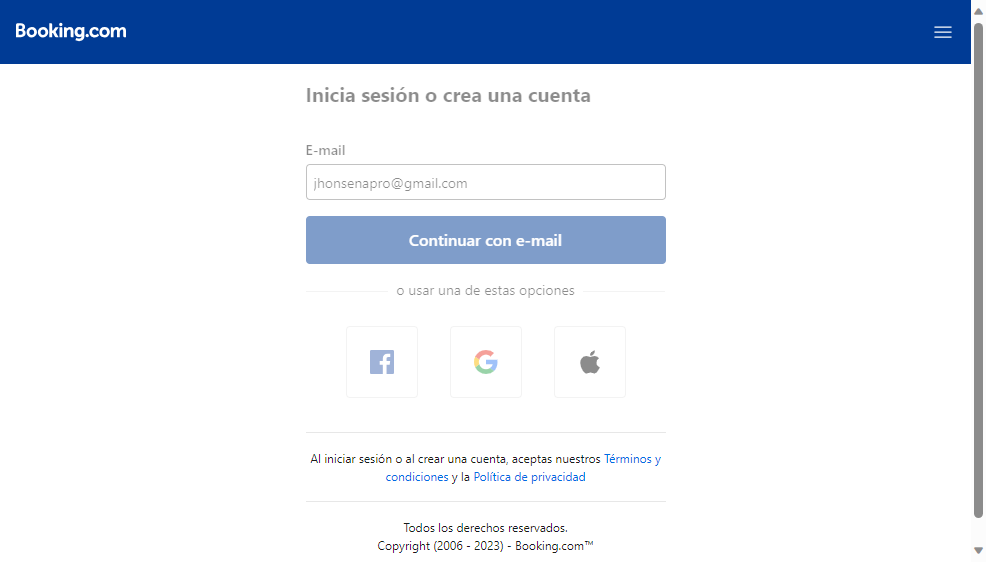 Booking.com
Inicia sesión o crea una cuenta
E-mail
jhonsenapro@gmail.com
Continuar con e-mail
o usar una de estas opciones
Al iniciar sesión o al crear una cuenta, aceptas nuestros Términos y
condiciones y la Política de privacidad
Todos los derechos reservados.
Copyright (2006 - 2023) - Booking.com™